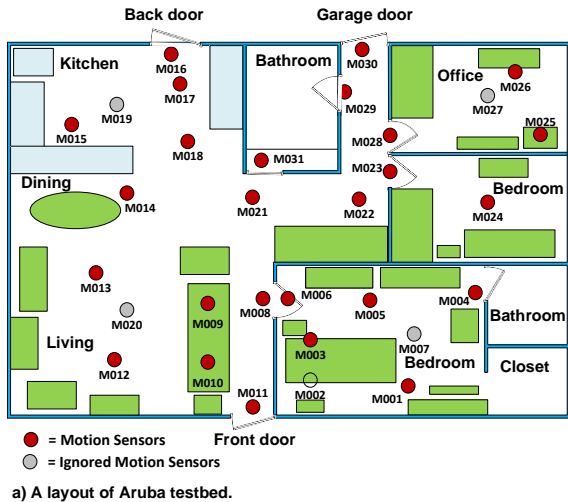 Back door
Garage door
Kitchen
M016
M017
M019
M015
M018
Bathroom
M030
M029
M028
M023
M031
Office
M026
M027
M025
Dining
M014
M021
M022
Bedroom
M024
M013
M020
Living
M012
M009
M010
M008
M006
M005
M004
M003
M007
M002
M001
M011
Bedroom
Bathroom
Closet
Front door
= Motion Sensors
= Ignored Motion Sensors
a) A layout of Aruba testbed.